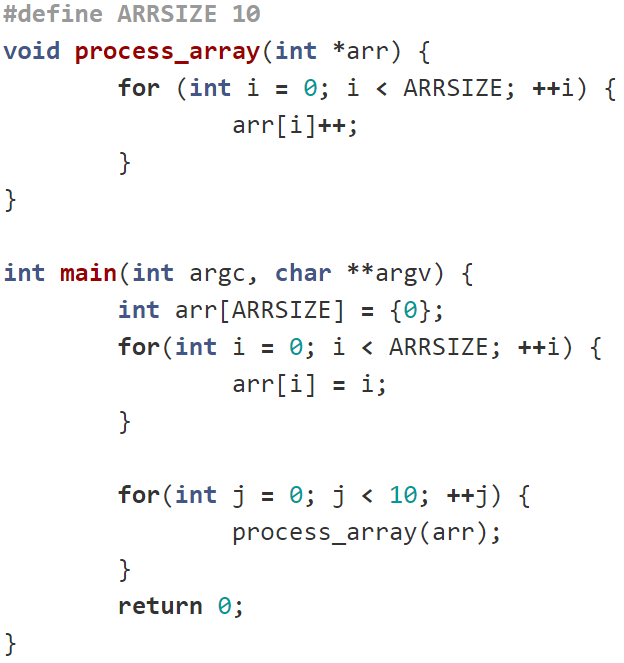 #define ARRSIZE 10
void process_array(int *arr) {
        for (int i = 0; i < ARRSIZE; ++i) {
                arr[i]++;
        }
}

int main(int argc, char **argv) {
        int arr[ARRSIZE] = {0};
        for(int i = 0; i < ARRSIZE; ++i) {
                arr[i] = i;
        }

        for(int j = 0; j < 10; ++j) {
                process_array(arr);
        }
        return 0;
}